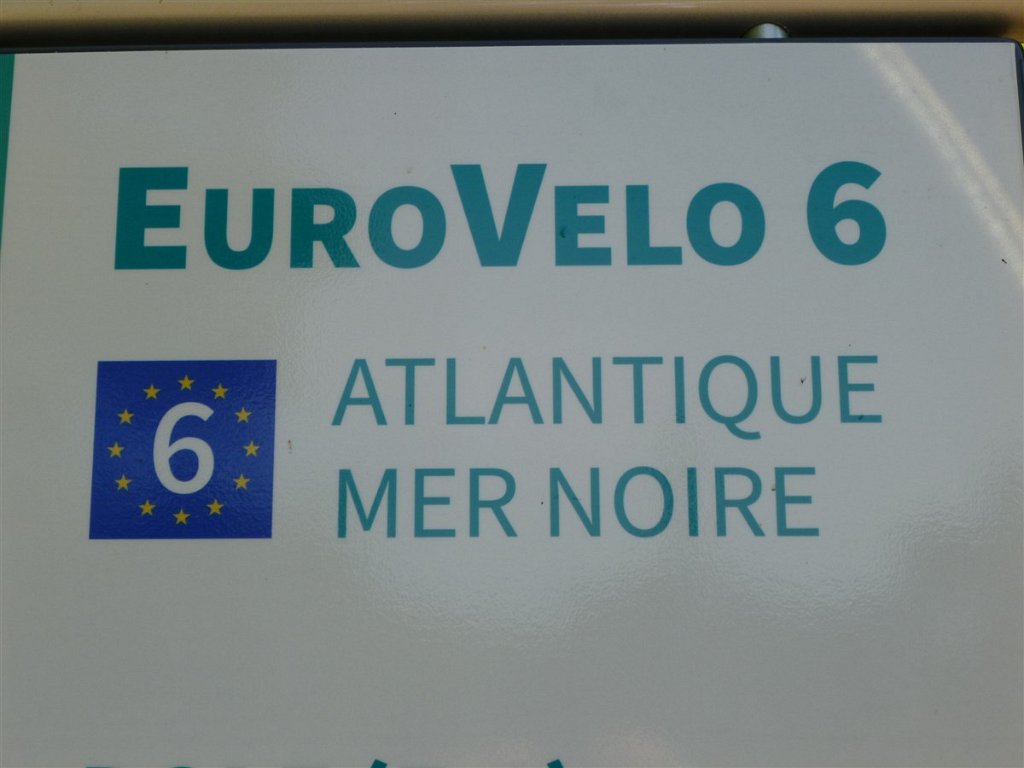 EuroVelo 6
6
ATLANTIQUE
MER NOIRE